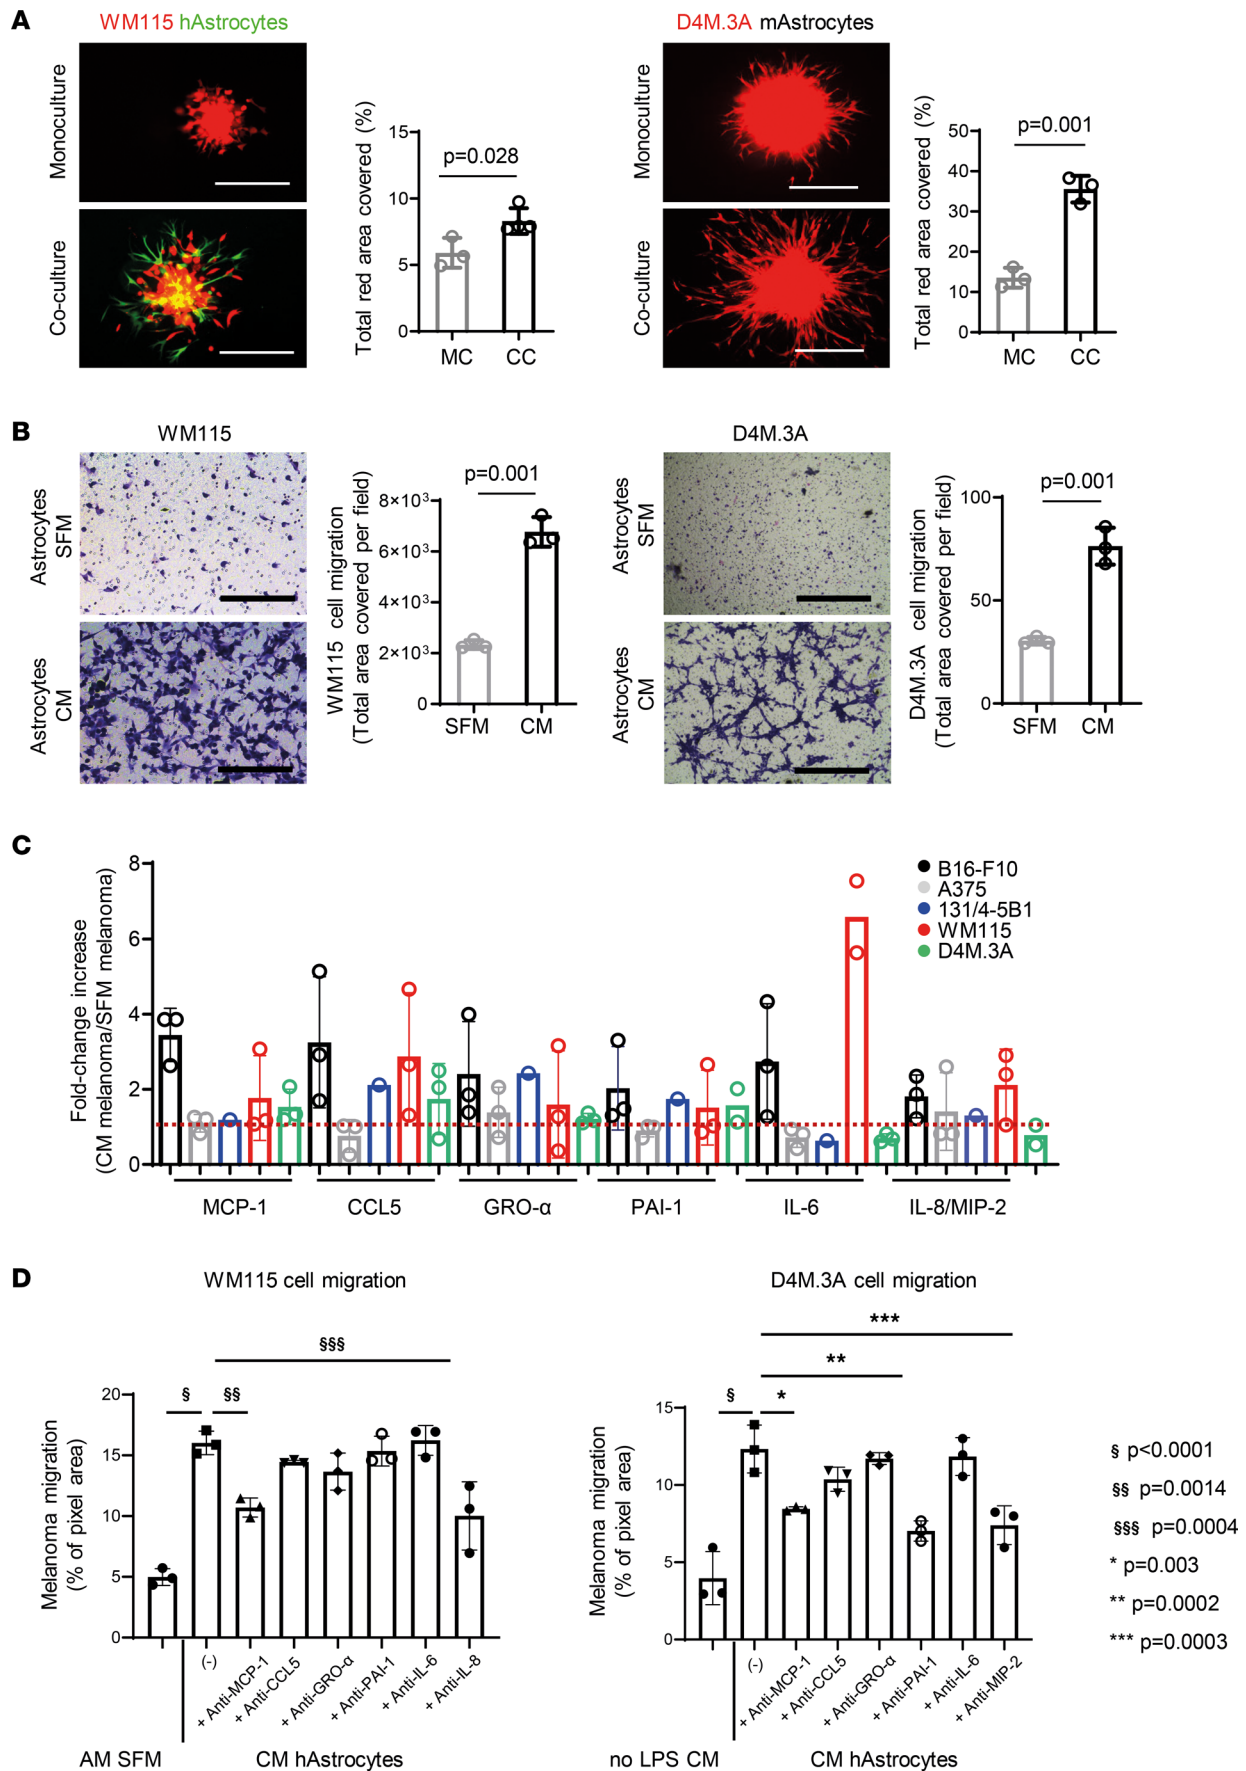 A
WM115 hAstrocytes
D4M.3A mAstrocytes
Monoculture
Co-culture
Total red area covered (%)
15
10
5
0
p=0.028
MC
CC
Monoculture
Co-culture
Total red area covered (%)
50
40
30
20
10
0
p=0.001
MC
CC
B
WM115
D4M.3A
Astrocytes
SFM
Astrocytes
CM
WM115 cell migration
(Total area covered per field)
8×10³
6×10³
4×10³
2×10³
0
p=0.001
SFM
CM
Astrocytes
SFM
Astrocytes
CM
D4M.3A cell migration
(Total area covered per field)
100
50
0
p=0.001
SFM
CM
C
Fold-change increase
(CM melanoma/SFM melanoma)
8
6
4
2
0
B16-F10
A375
131/4-5B1
WM115
D4M.3A
MCP-1
CCL5
GRO-α
PAI-1
IL-6
IL-8/MIP-2
D
WM115 cell migration
Melanoma migration
(% of pixel area)
20
15
10
5
0
§
§§
§§§
(-)
+ Anti-MCP-1
+ Anti-CCL5
+ Anti-GRO-α
+ Anti-PAI-1
+ Anti-IL-6
+ Anti-IL-8
AM SFM
CM hAstrocytes
D4M.3A cell migration
Melanoma migration
(% of pixel area)
15
10
5
0
§
*
**
***
(-)
+ Anti-MCP-1
+ Anti-CCL5
+ Anti-GRO-α
+ Anti-PAI-1
+ Anti-IL-6
+ Anti-MIP-2
no LPS CM
CM hAstrocytes
§ p<0.0001
§§ p=0.0014
§§§ p=0.0004
* p=0.003
** p=0.0002
*** p=0.0003